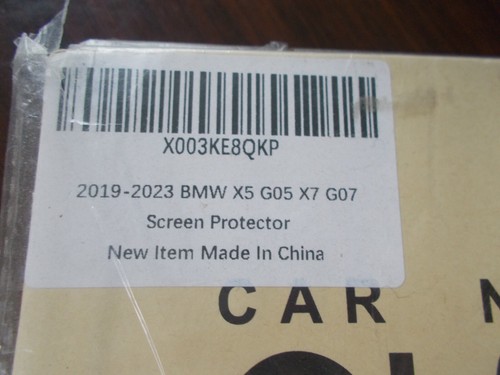 X003KE8QKP
2019-2023 BMW X5 G05 X7 G07
Screen Protector
New Item Made In China
CAR N